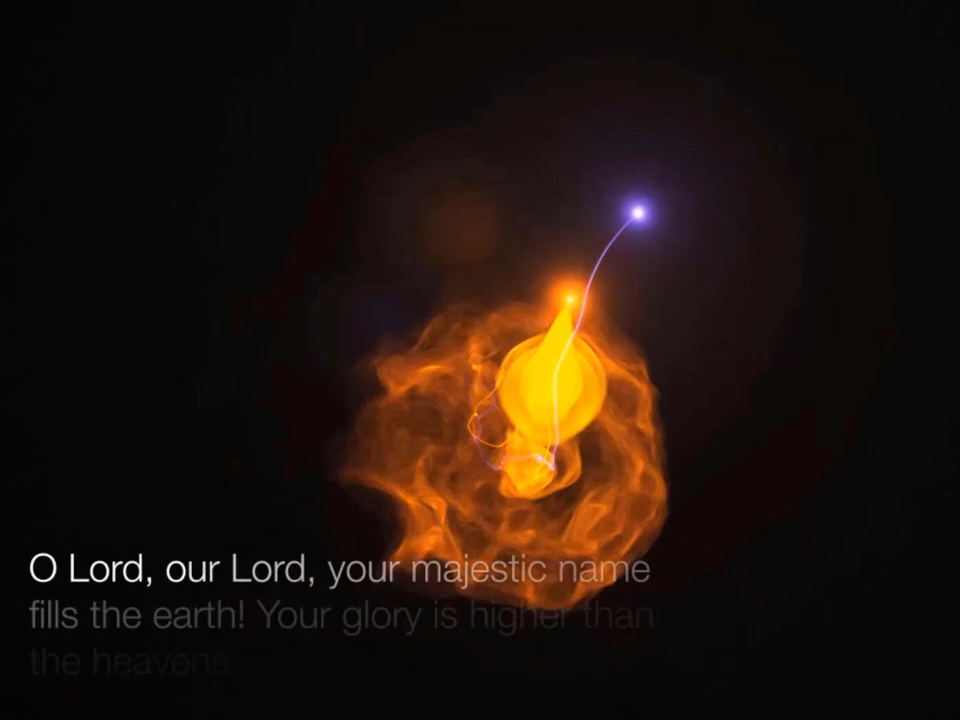 O Lord, our Lord, your majestic name
fills the earth! Your glory is higher than
the heavens.